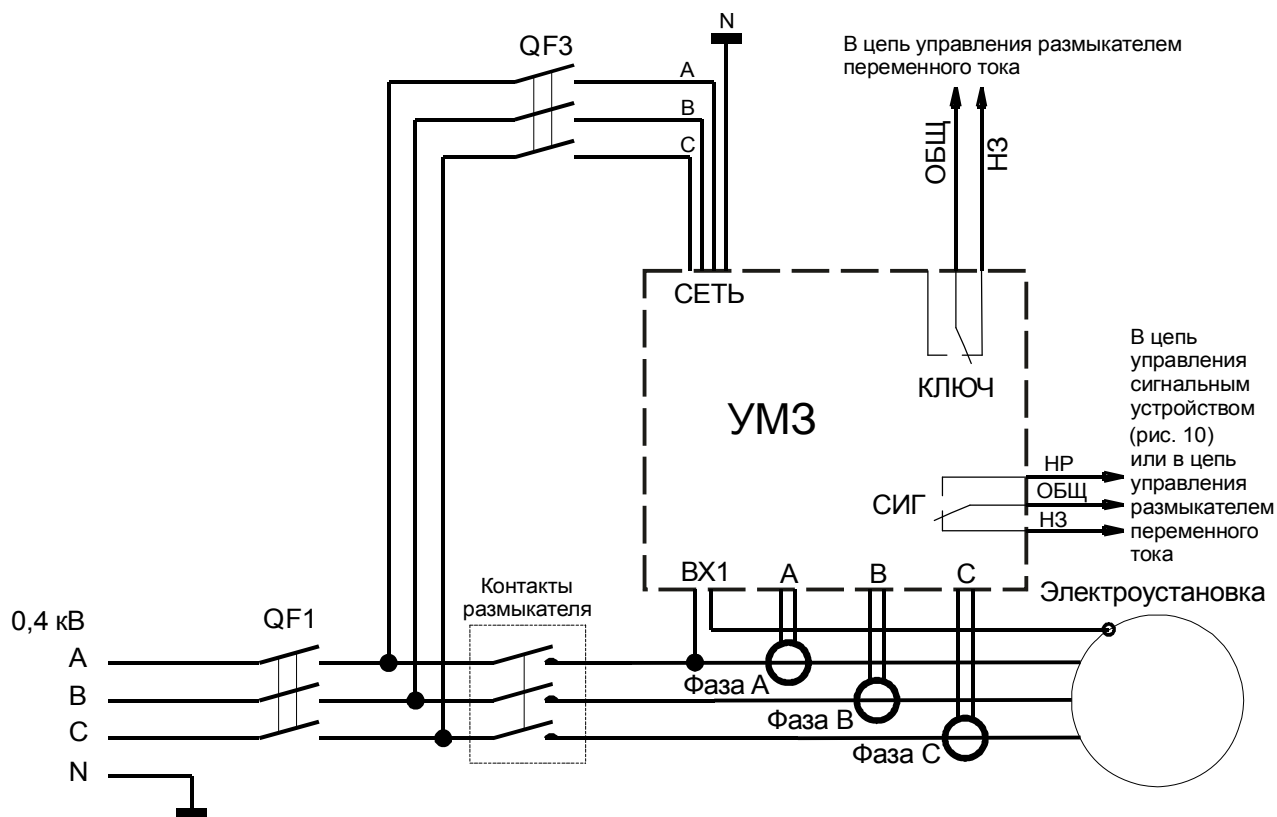 N
QF3
В цепь управления размыкателем
переменного тока
A
B
C
ОБЩ
НЗ
СЕТЬ
КЛЮЧ
УМЗ
В цепь
управления
сигнальным
устройством
(рис. 10)
или в цепь
управления
размыкателем
переменного
тока
НР
ОБЩ
НЗ
СИГ
ВХ1
A
B
C
Контакты
размыкателя
Электроустановка
0,4 кВ
QF1
A
B
C
N
Фаза А
Фаза В
Фаза С